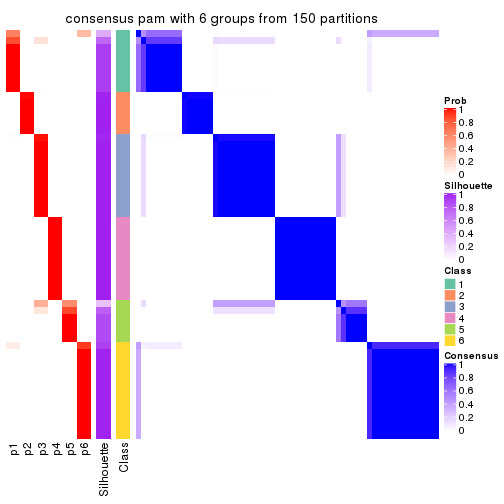 consensus pam with 6 groups from 150 partitions
Prob
1
0.8
0.6
0.4
0.2
0
Silhouette
1
0.8
0.6
0.4
0.2
0
Class
1
2
3
4
5
6
Consensus
1
0.8
0.6
0.4
0.2
0
p1
p2
p3
p4
p5
p6
Silhouette
Class